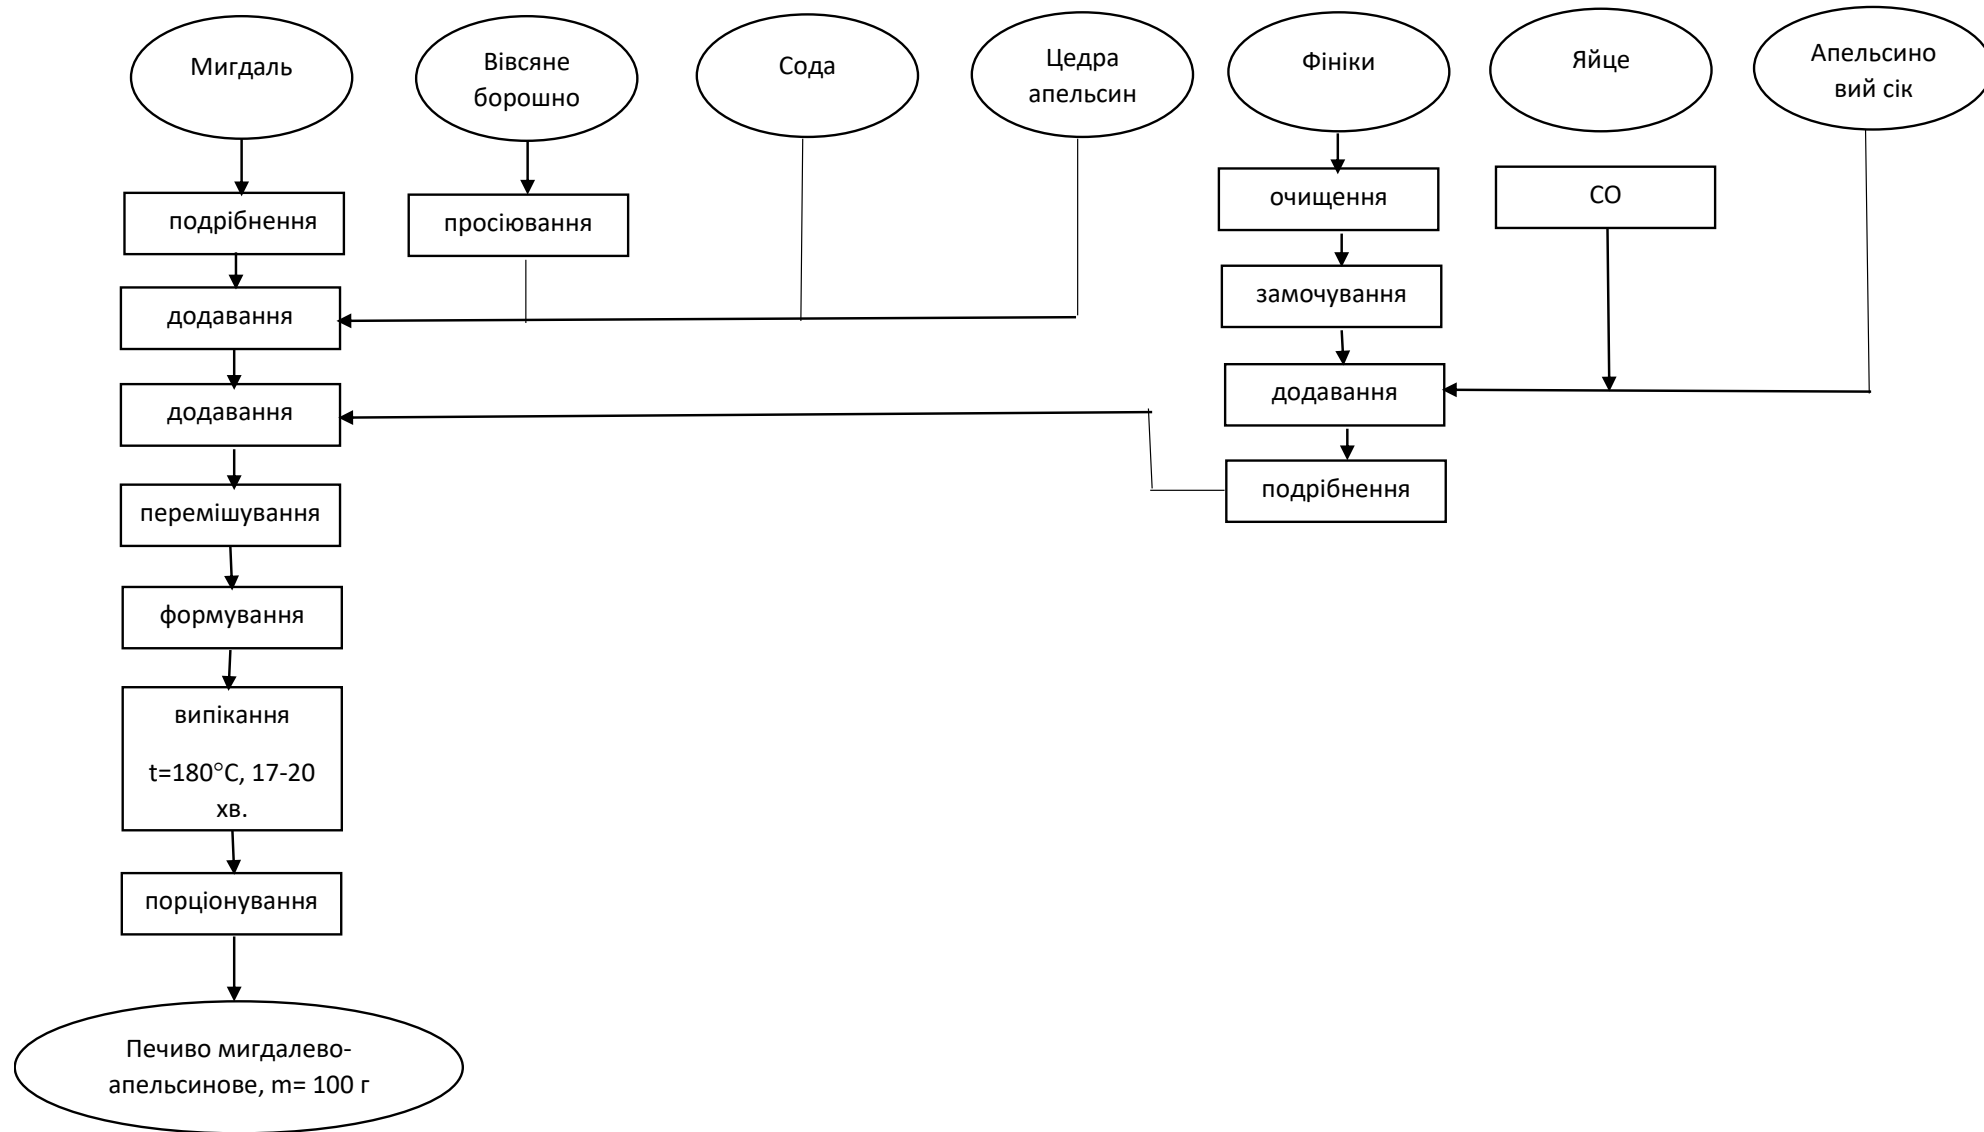 Мигдаль
Вівсяне
борошно
Сода
Цедра
апельсин
Фініки
Яйце
Апельсино
вий сік
подрібнення
просіювання
очищення
СО
додавання
замочування
додавання
додавання
подрібнення
перемішування
формування
випікання
t=180°С, 17-20
хв.
порціонування
Печиво мигдалево-
апельсинове, m= 100 г